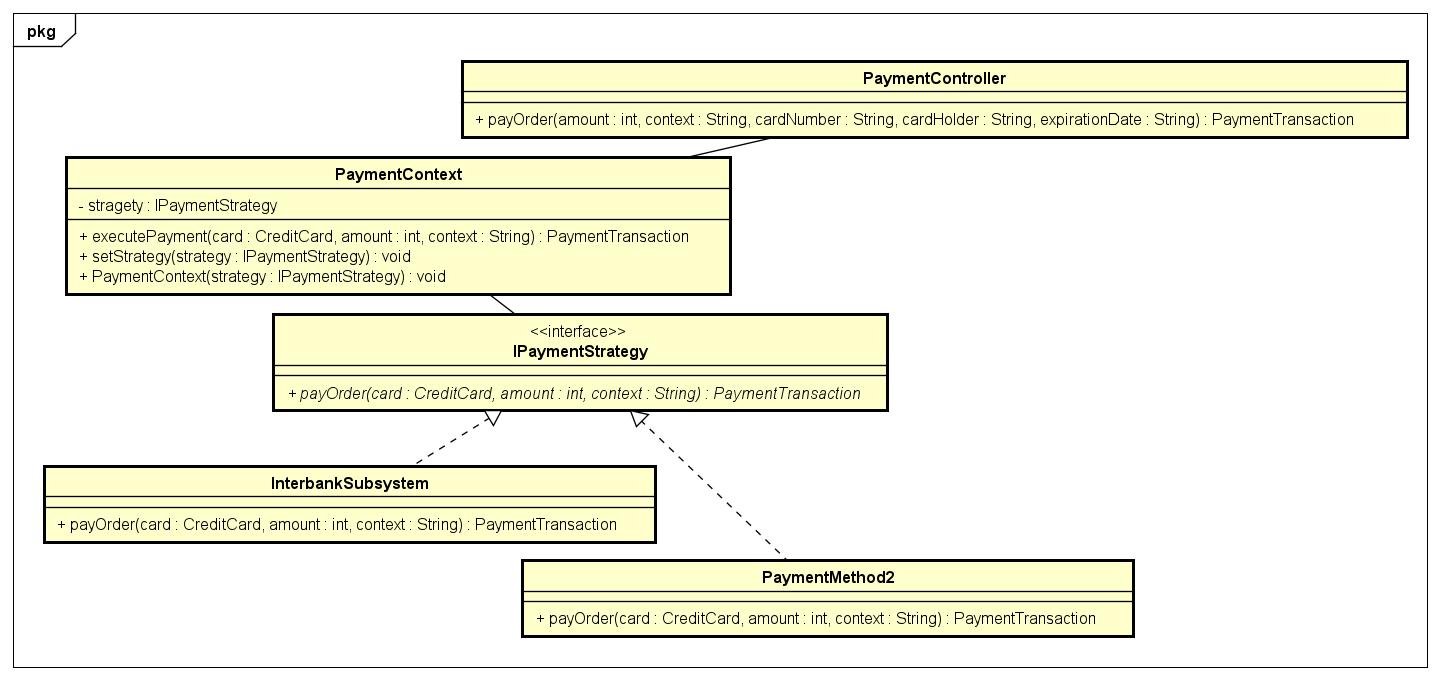 pkg
PaymentController
+ payOrder(amount : int, context : String, cardNumber : String, cardHolder : String, expirationDate : String) : PaymentTransaction
PaymentContext
- stragety : IPaymentStrategy
+ executePayment(card : CreditCard, amount : int, context : String) : PaymentTransaction
+ setStrategy(strategy : IPaymentStrategy) : void
+ PaymentContext(strategy : IPaymentStrategy) : void
<<interface>>
IPaymentStrategy
+ payOrder(card : CreditCard, amount : int, context : String) : PaymentTransaction
InterbankSubsystem
+ payOrder(card : CreditCard, amount : int, context : String) : PaymentTransaction
PaymentMethod2
+ payOrder(card : CreditCard, amount : int, context : String) : PaymentTransaction